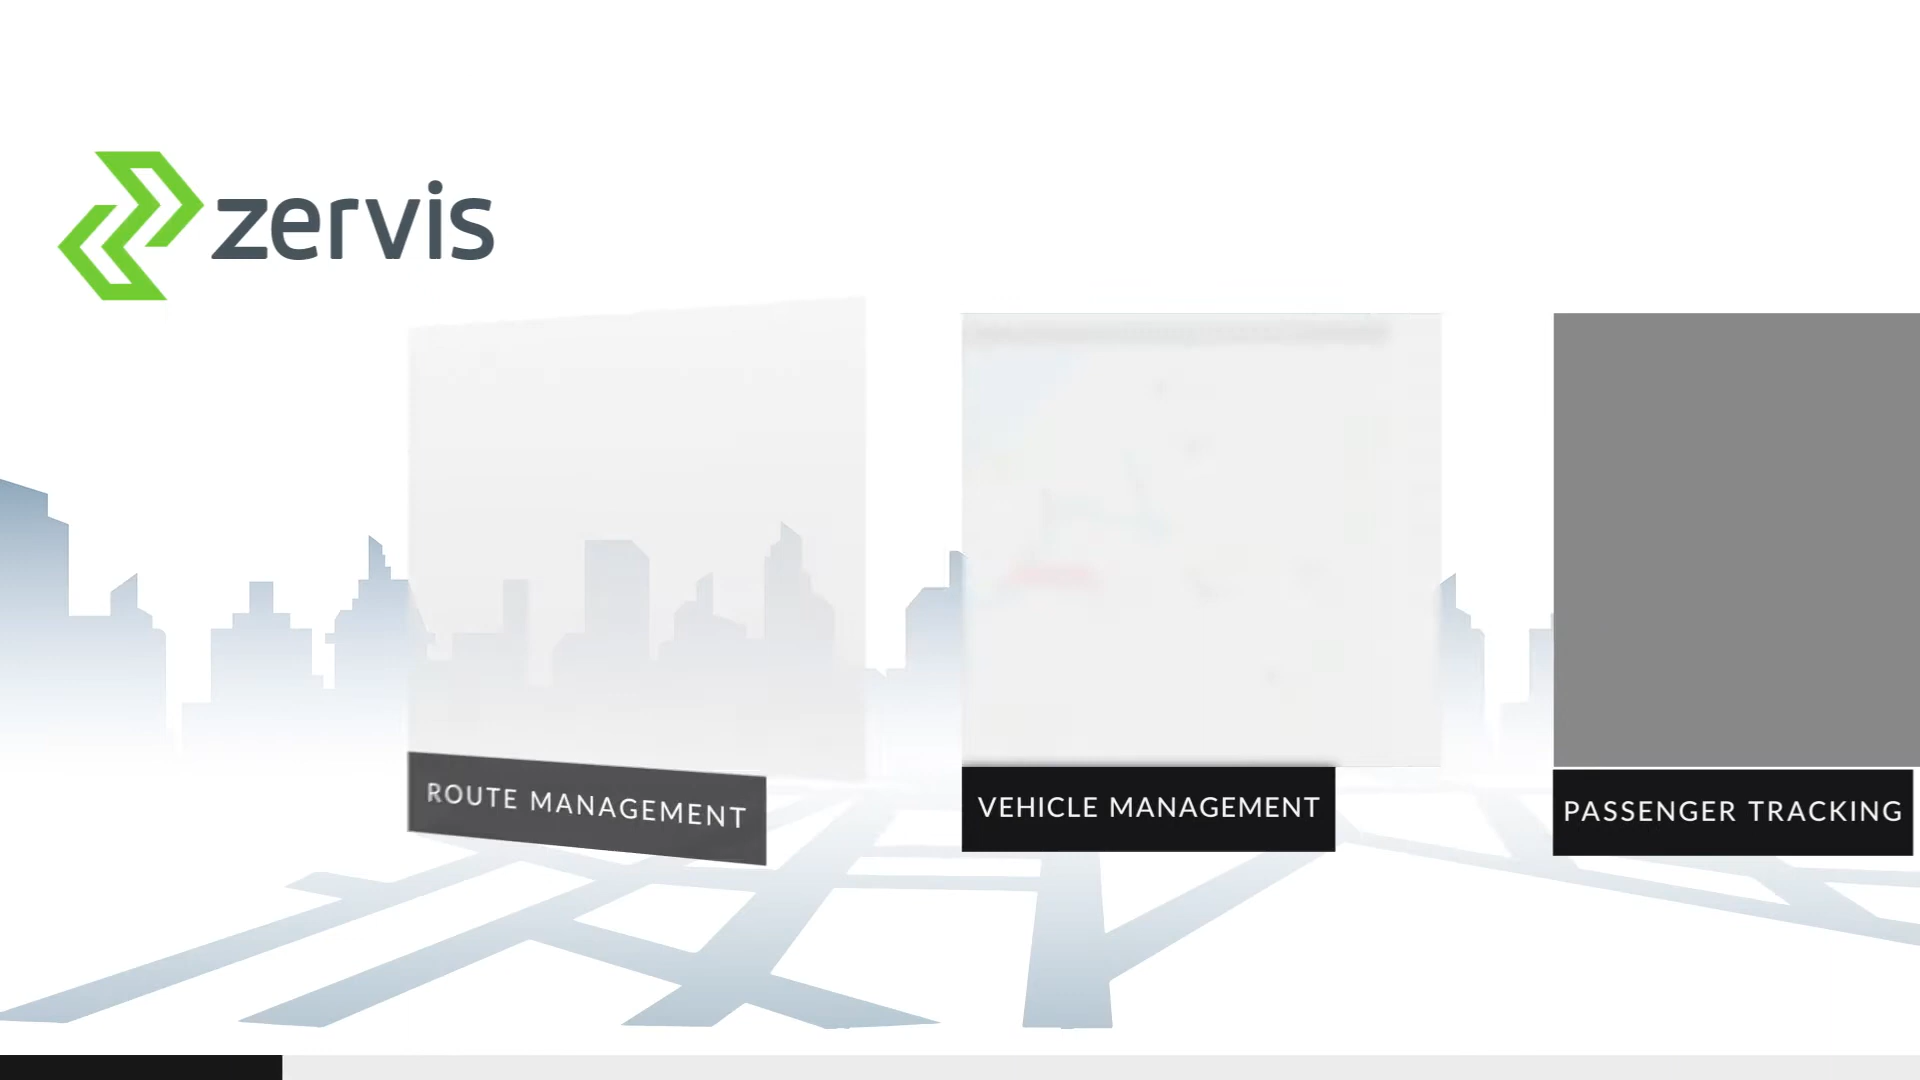 zervis
ROUTE MANAGEMENT
VEHICLE MANAGEMENT
PASSENGER TRACKING